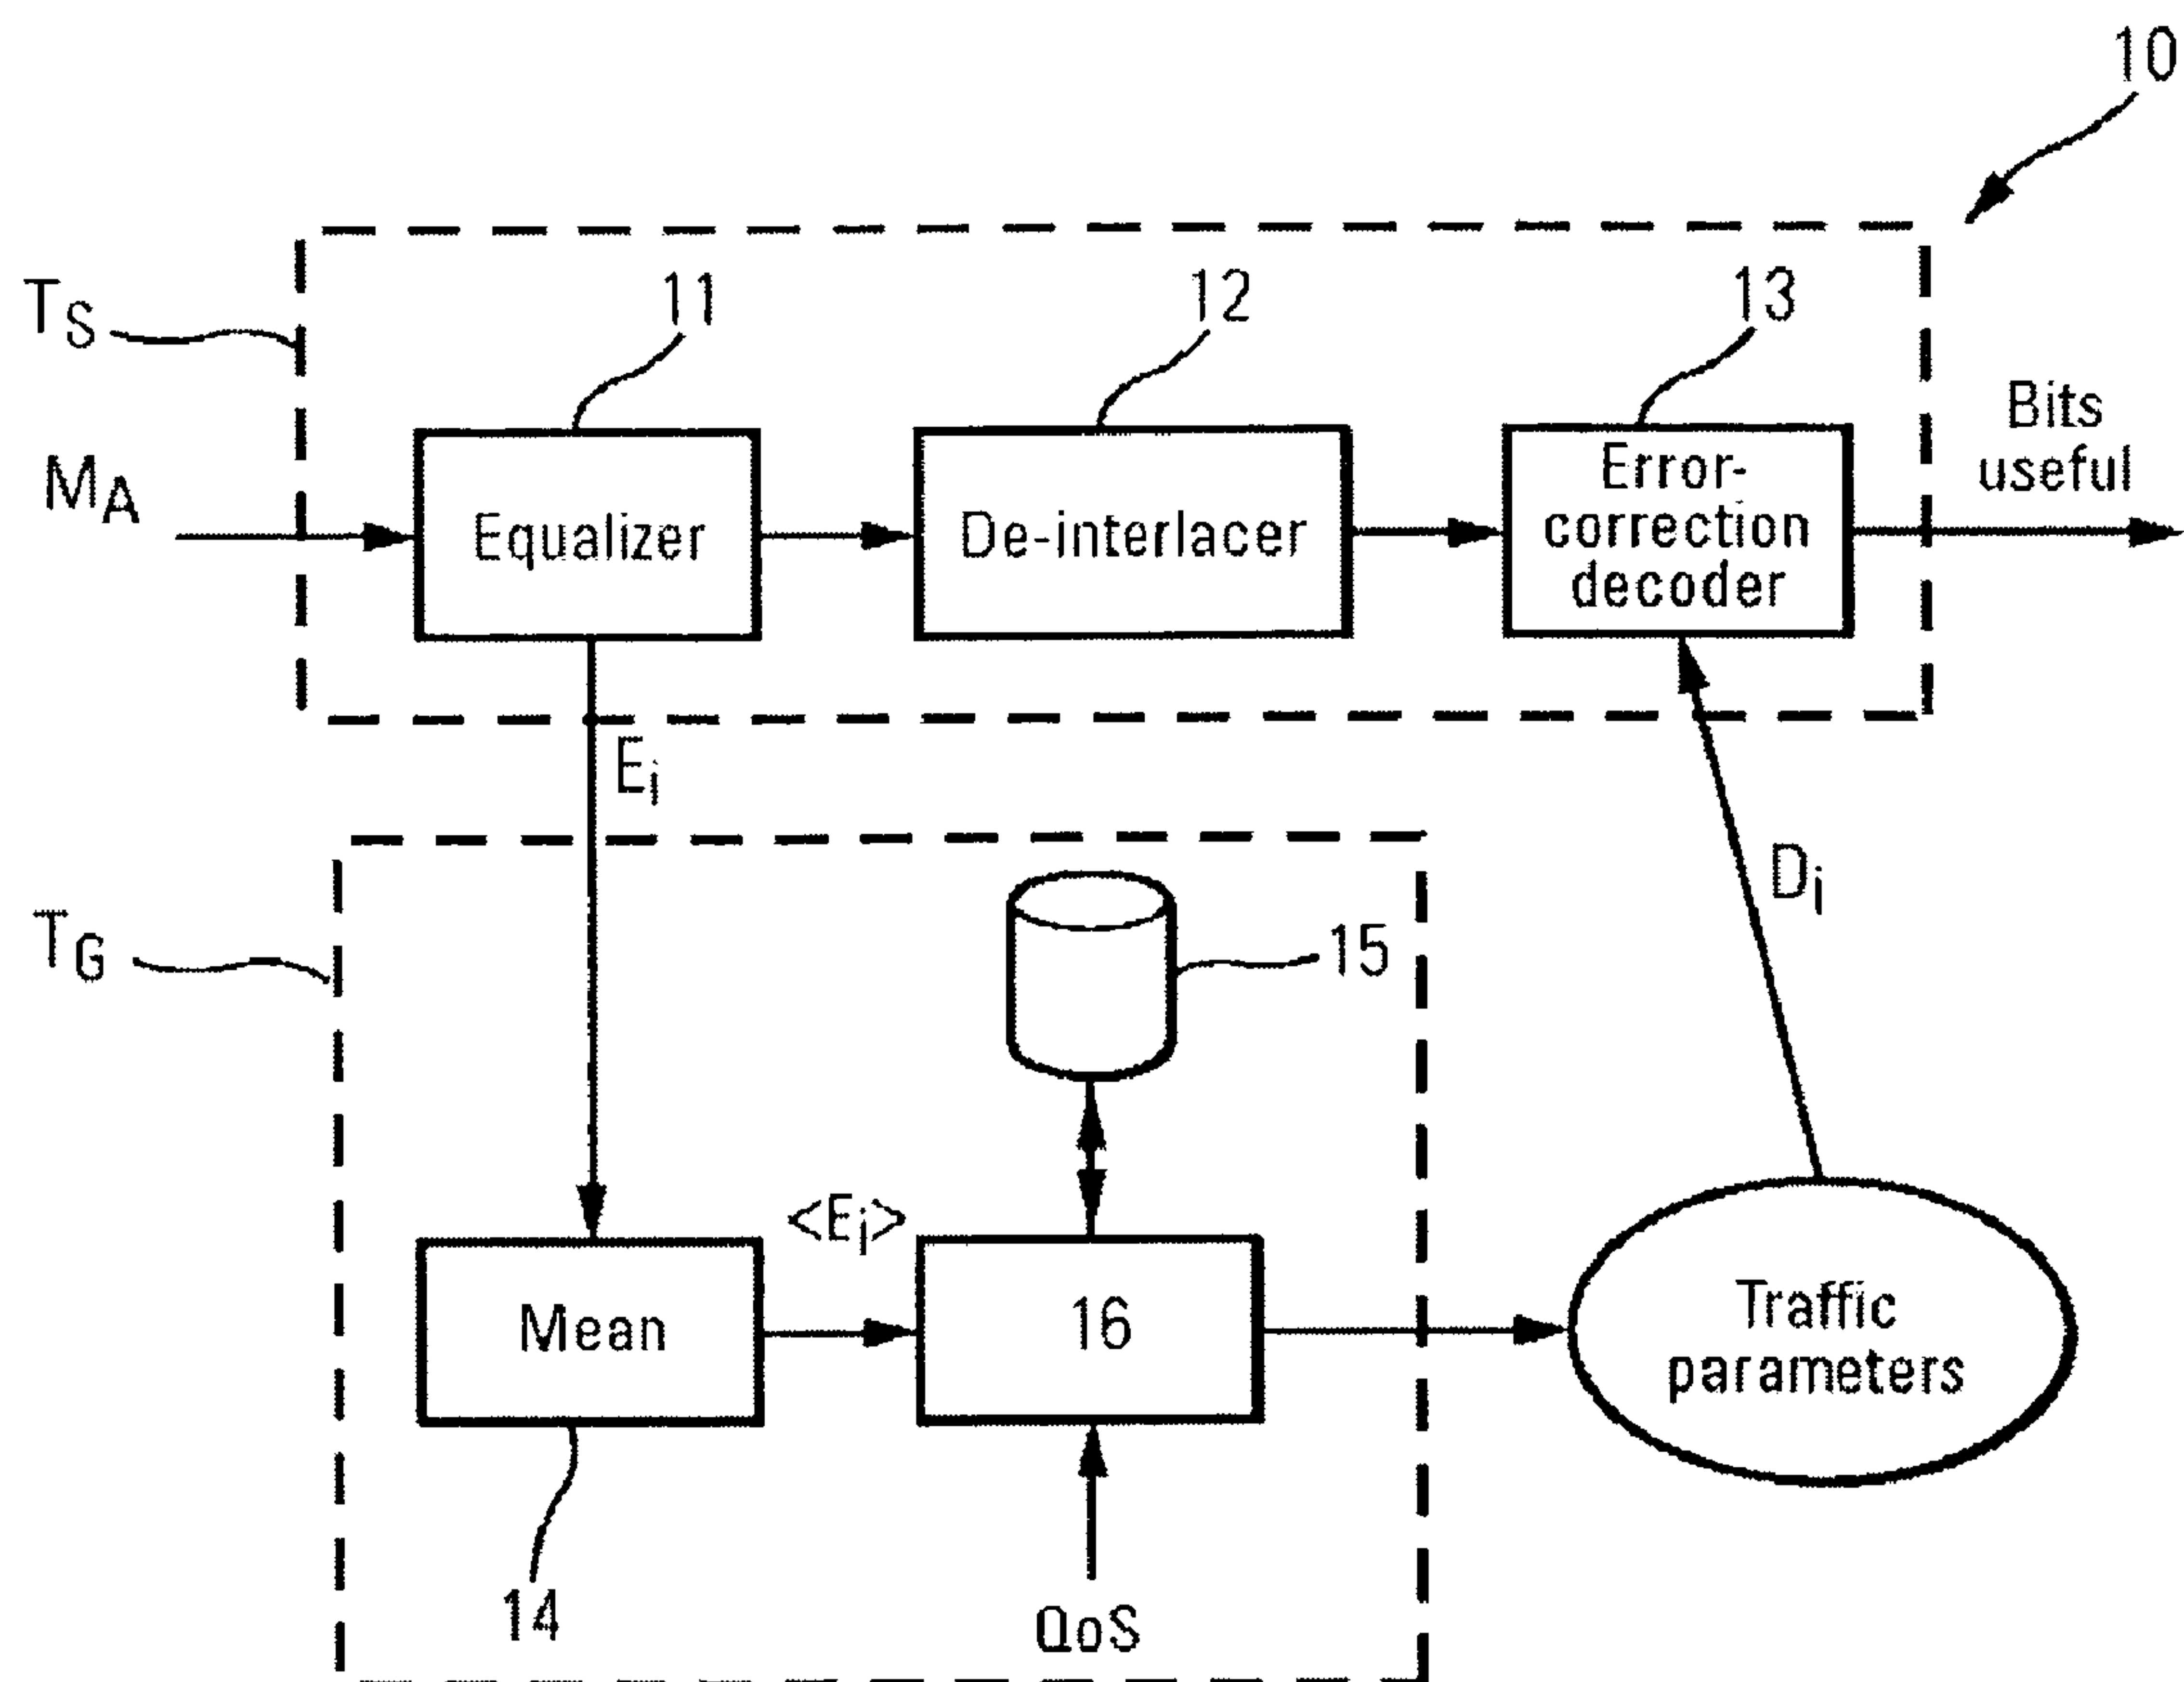 10
TS
11
12
13
MA
Equalizer
De-interlacer
Error-
correction
decoder
Bits
useful
Ei
Di
TG
15
<Ei>
Mean
16
Traffic
parameters
14
QoS